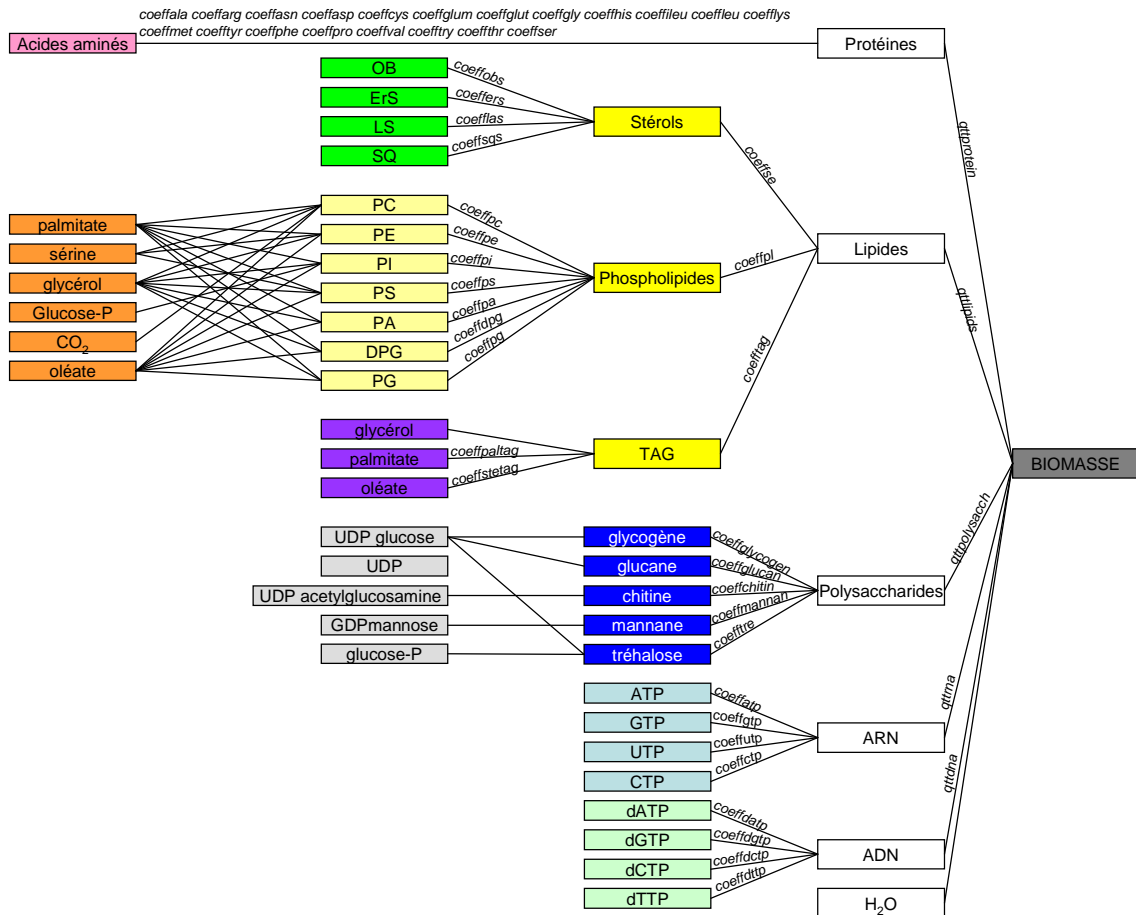 coeffala coeffarg coeffasn coeffasp coeffcys coeffglum coeffglut coeffgly coeffhis coeffileu coeffleu coefflys
coeffmet coefftyr coeffphe coeffpro coeffval coefftry coeffthr coeffser
Acides aminés
Protéines
OB
coeffobs
ErS
coeffers
LS
coefflas
SQ
coeffsqs
Stérols
coeffse
qttprotein
palmitate
sérine
glycérol
Glucose-P
CO2
oléate
PC
coeffpc
PE
coeffpe
PI
coeffpi
PS
coeffps
PA
coeffpa
DPG
coeffdpg
PG
coeffpg
Phospholipides
coeffpl
Lipides
qttlipids
glycérol
palmitate
coeffpaltag
oléate
coeffstetag
TAG
coefftag
BIOMASSE
UDP glucose
UDP
UDP acetylglucosamine
GDPmannose
glucose-P
glycogène
coeffglycogen
glucane
coeffglucan
chitine
coeffchitin
mannane
coeffmannan
tréhalose
coefftre
Polysaccharides
qttpolysacch
ATP
coeffatp
GTP
coeffgtp
UTP
coeffutp
CTP
coeffctp
ARN
qttrna
dATP
coeffdatp
dGTP
coeffdgtp
dCTP
coeffdctp
dTTP
coeffdttp
ADN
qttdna
H2O